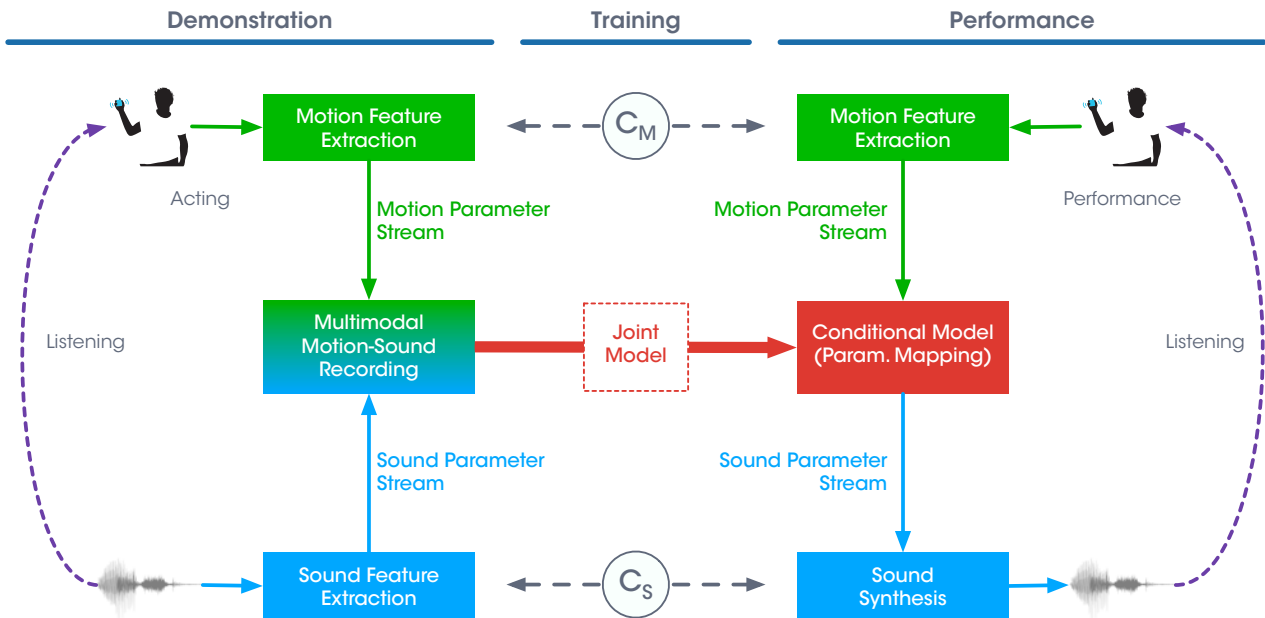 Demonstration
Training
Performance
Motion Feature
Extraction
C_M
Motion Feature
Extraction
Acting
Performance
Motion Parameter
Stream
Motion Parameter
Stream
Listening
Multimodal
Motion-Sound
Recording
Joint
Model
Conditional Model
(Param. Mapping)
Listening
Sound Parameter
Stream
Sound Parameter
Stream
Sound Feature
Extraction
C_S
Sound
Synthesis